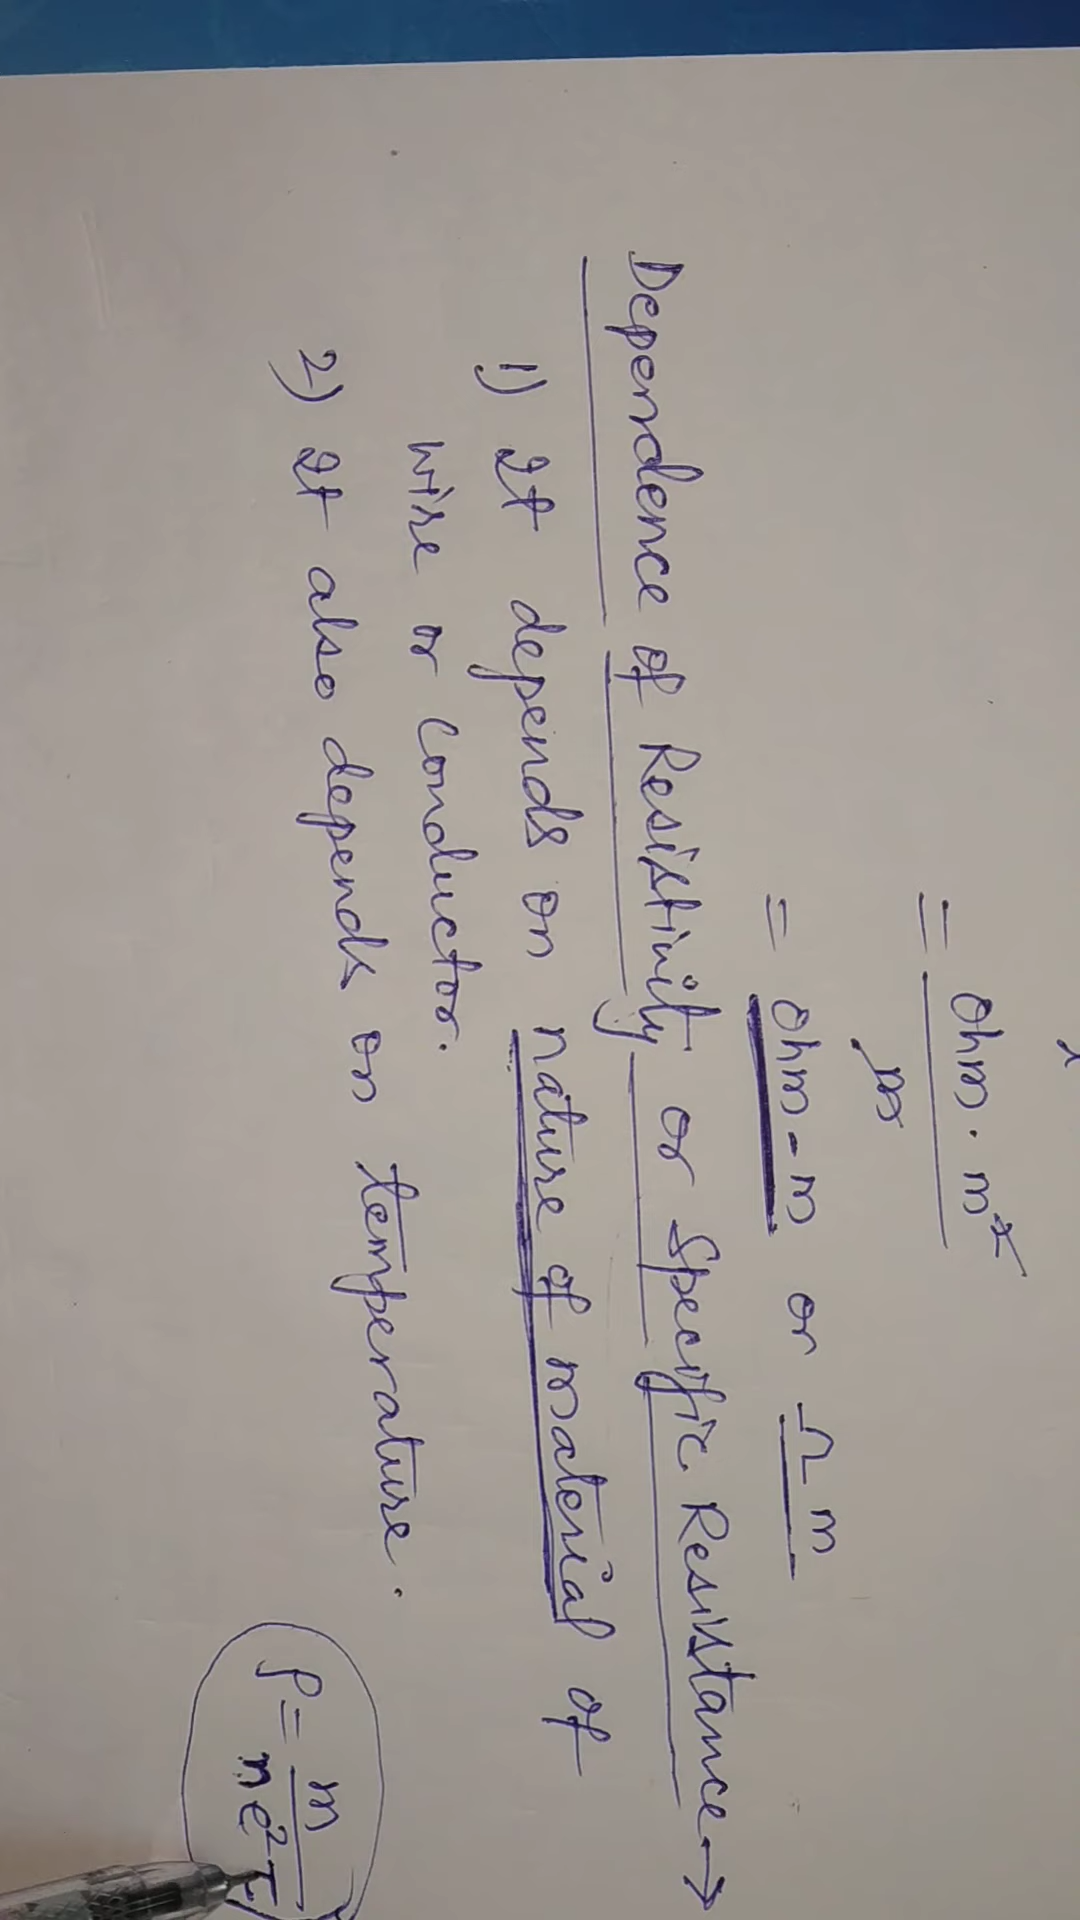 = ohm. m²
m
= ohm-m or Ω m
Dependence of Resistivity or Specific Resistance→
1) It depends on nature of material of
wire or conductor.
2) It also depends on temperature.
ρ = m
ne²τ